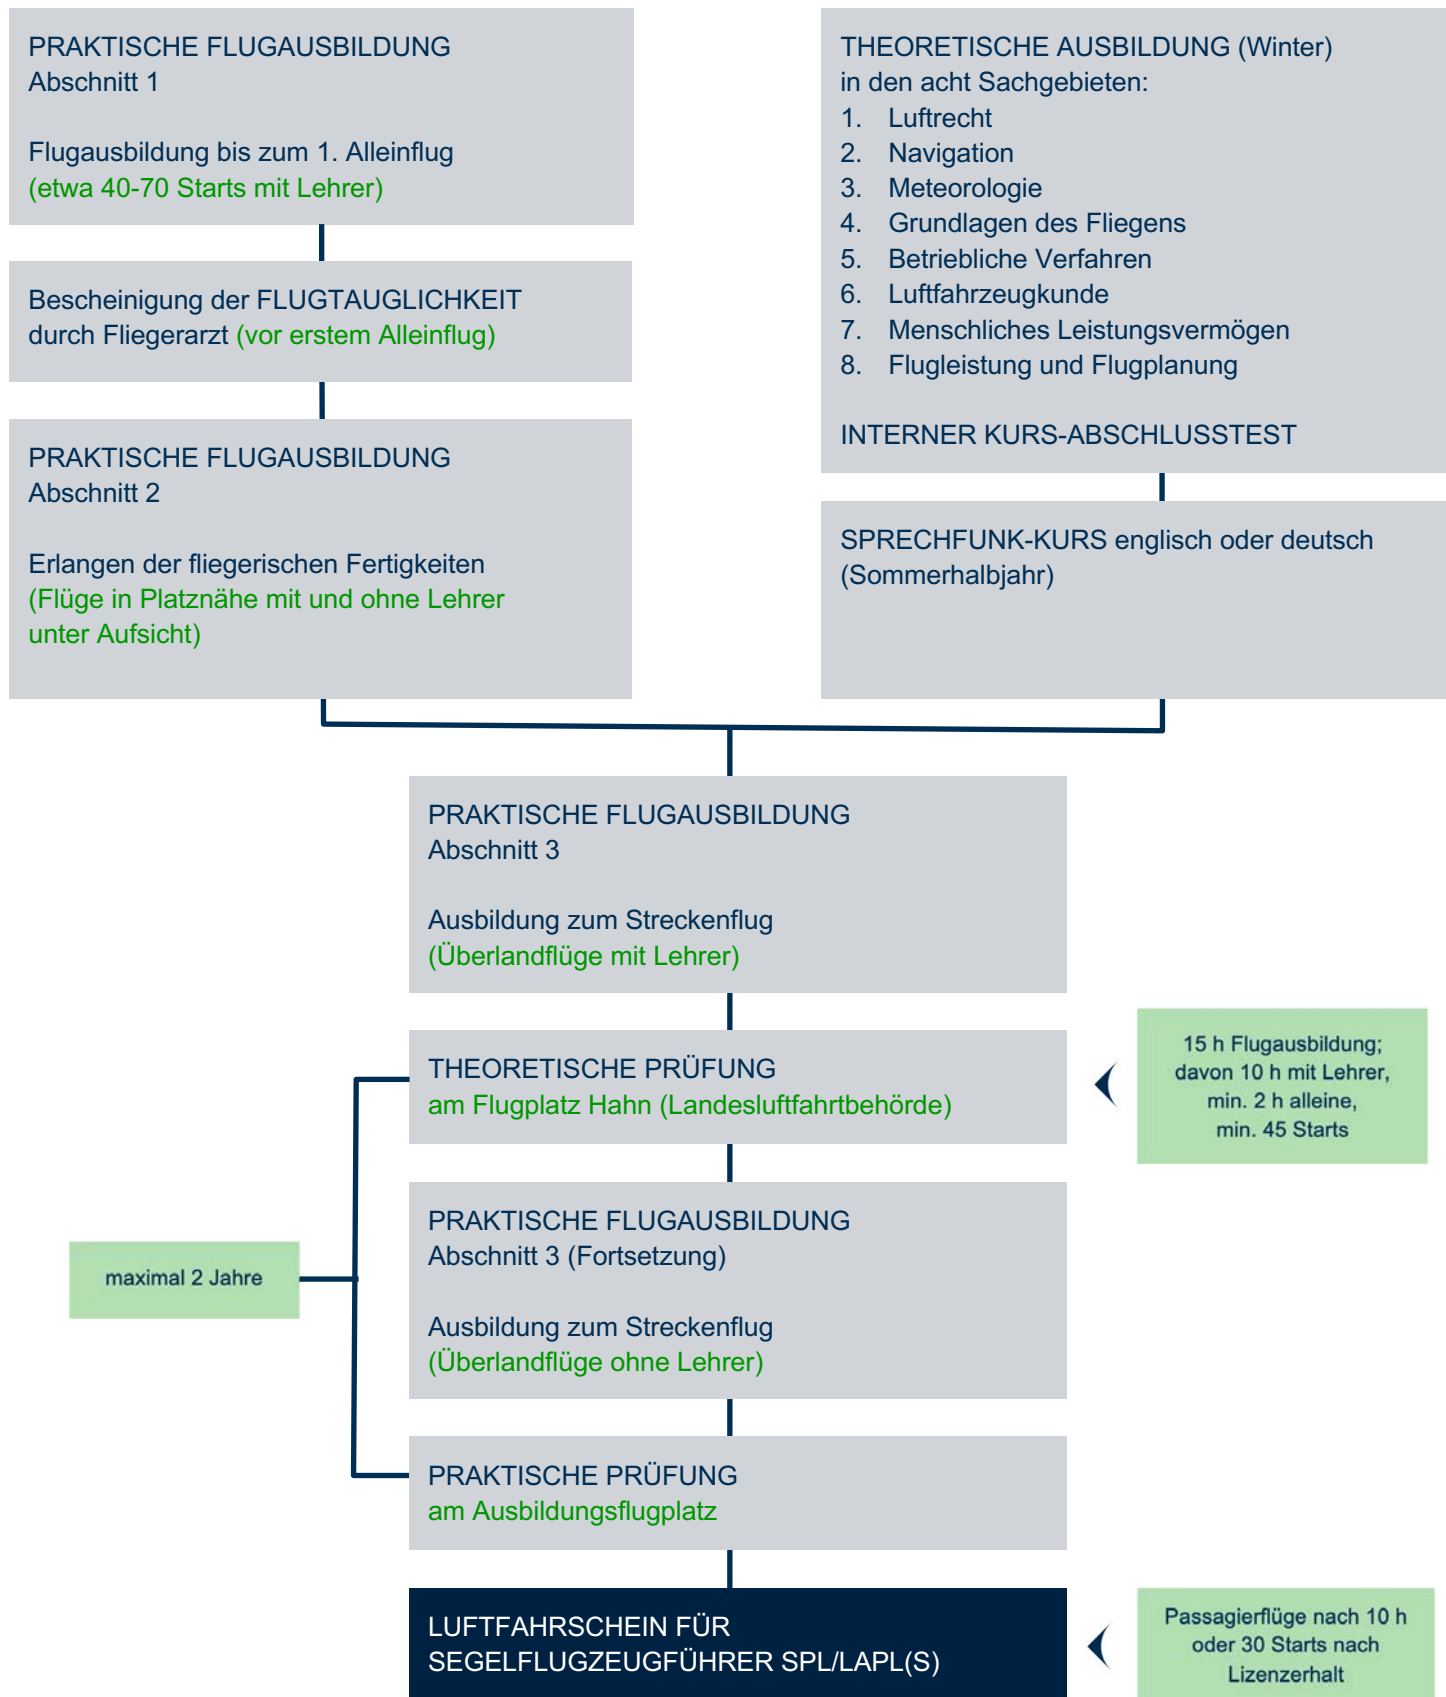 PRAKTISCHE FLUGAUSBILDUNG
Abschnitt 1
Flugausbildung bis zum 1. Alleinflug
(etwa 40-70 Starts mit Lehrer)
Bescheinigung der FLUGTAUGLICHKEIT
durch Fliegerarzt (vor erstem Alleinflug)
PRAKTISCHE FLUGAUSBILDUNG
Abschnitt 2
Erlangen der fliegerischen Fertigkeiten
(Flüge in Platznähe mit und ohne Lehrer
unter Aufsicht)
THEORETISCHE AUSBILDUNG (Winter)
in den acht Sachgebieten:
1. Luftrecht
2. Navigation
3. Meteorologie
4. Grundlagen des Fliegens
5. Betriebliche Verfahren
6. Luftfahrzeugkunde
7. Menschliches Leistungsvermögen
8. Flugleistung und Flugplanung
INTERNER KURS-ABSCHLUSSTEST
SPRECHFUNK-KURS englisch oder deutsch
(Sommerhalbjahr)
PRAKTISCHE FLUGAUSBILDUNG
Abschnitt 3
Ausbildung zum Streckenflug
(Überlandflüge mit Lehrer)
THEORETISCHE PRÜFUNG
am Flugplatz Hahn (Landesluftfahrtbehörde)
15 h Flugausbildung;
davon 10 h mit Lehrer,
min. 2 h alleine,
min. 45 Starts
PRAKTISCHE FLUGAUSBILDUNG
Abschnitt 3 (Fortsetzung)
Ausbildung zum Streckenflug
(Überlandflüge ohne Lehrer)
maximal 2 Jahre
PRAKTISCHE PRÜFUNG
am Ausbildungsflugplatz
LUFTFAHRSCHEIN FÜR
SEGELFLUGZEUGFÜHRER SPL/LAPL(S)
Passagierflüge nach 10 h
oder 30 Starts nach
Lizenzerhalt